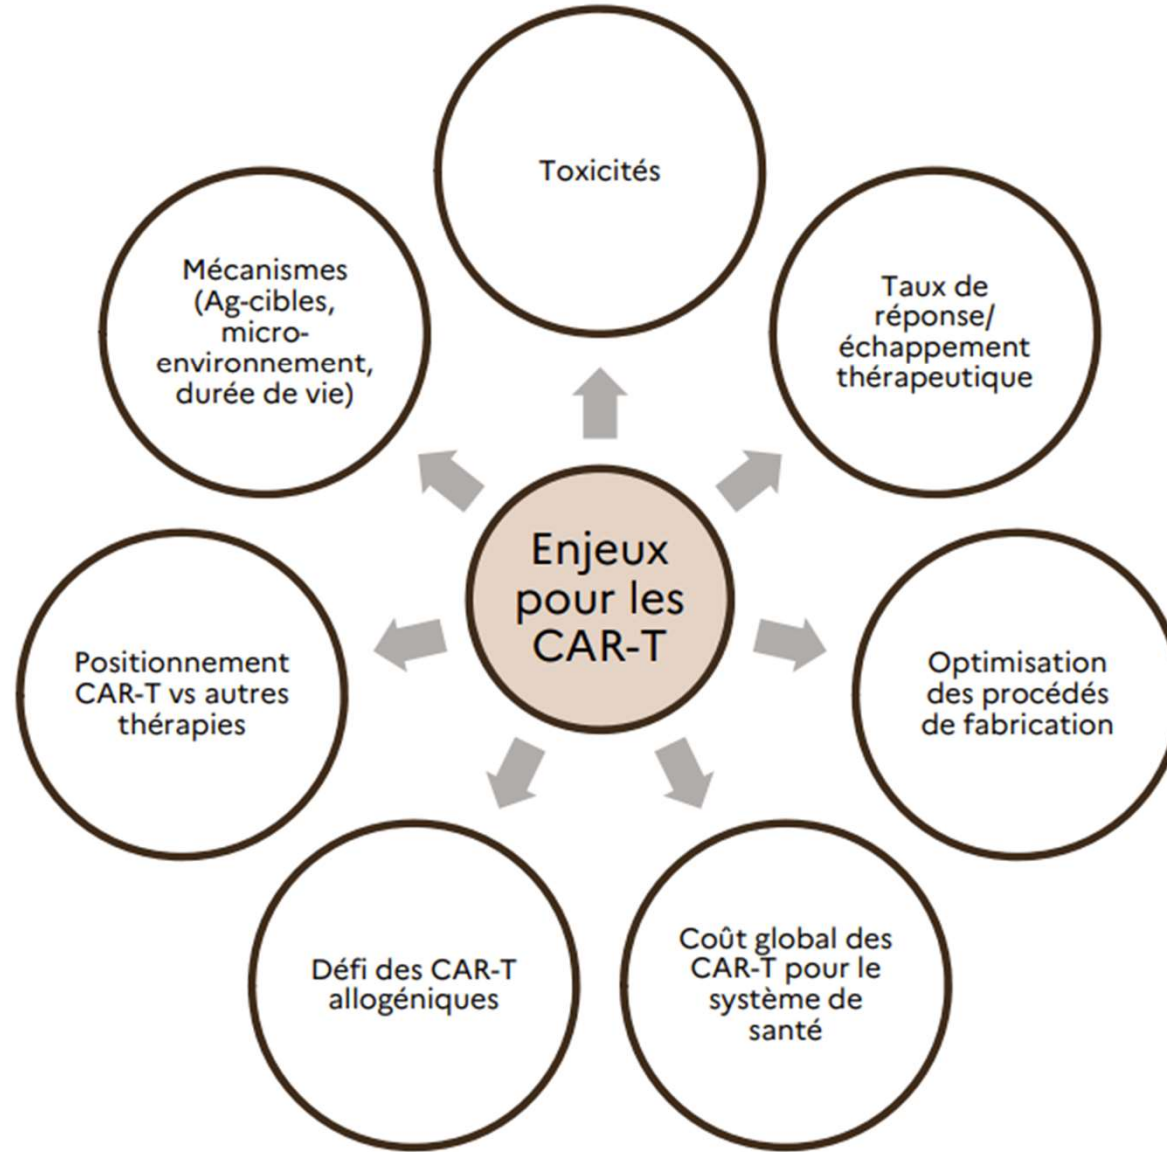 Toxicités
Mécanismes
(Ag-cibles,
micro-
environnement,
durée de vie)
Taux de
réponse/
échappement
thérapeutique
Enjeux
pour les
CAR-T
Positionnement
CAR-T vs autres
thérapies
Optimisation
des procédés
de fabrication
Défi des CAR-T
allogéniques
Coût global des
CAR-T pour le
système de
santé